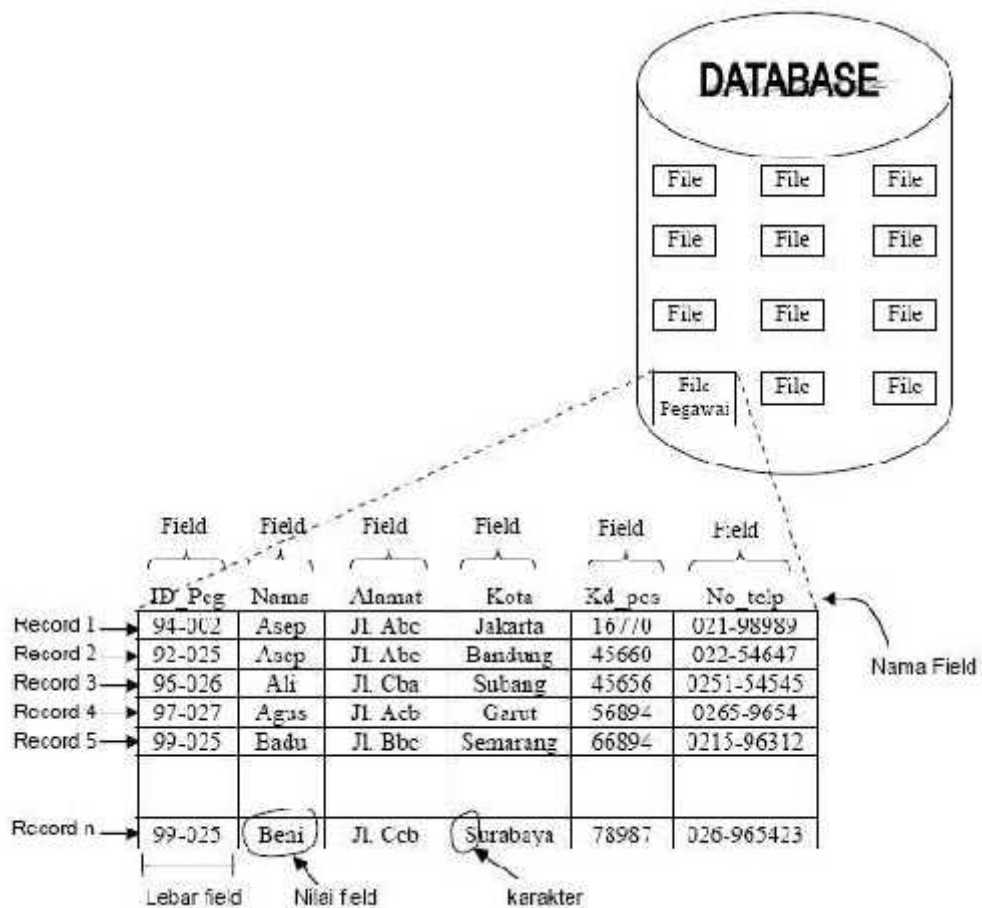 DATABASE
File File File
File File File
File File File
File Pegawai File File
Field Field Field Field Field Field
ID_Peg Nama Alamat Kota Kd_pos No_telp
Record 1 94-002 Asep Jl. Abc Jakarta 16770 021-98989
Record 2 92-025 Asep Jl. Abc Bandung 45660 022-54647
Nama Field
Record 3 Ali Jl. Cba Subang 45656 0251-54545
Record 4 97-027 Agus Jl. Acb Garut 56894 0265-9654
Record 5 99-025 Badu Jl. Bbc Semarang 66894 0215-96312
Record n 99-025 Beni Jl. Ccb Surabaya 78987 026-965423
Lebar field Nilai field karakter